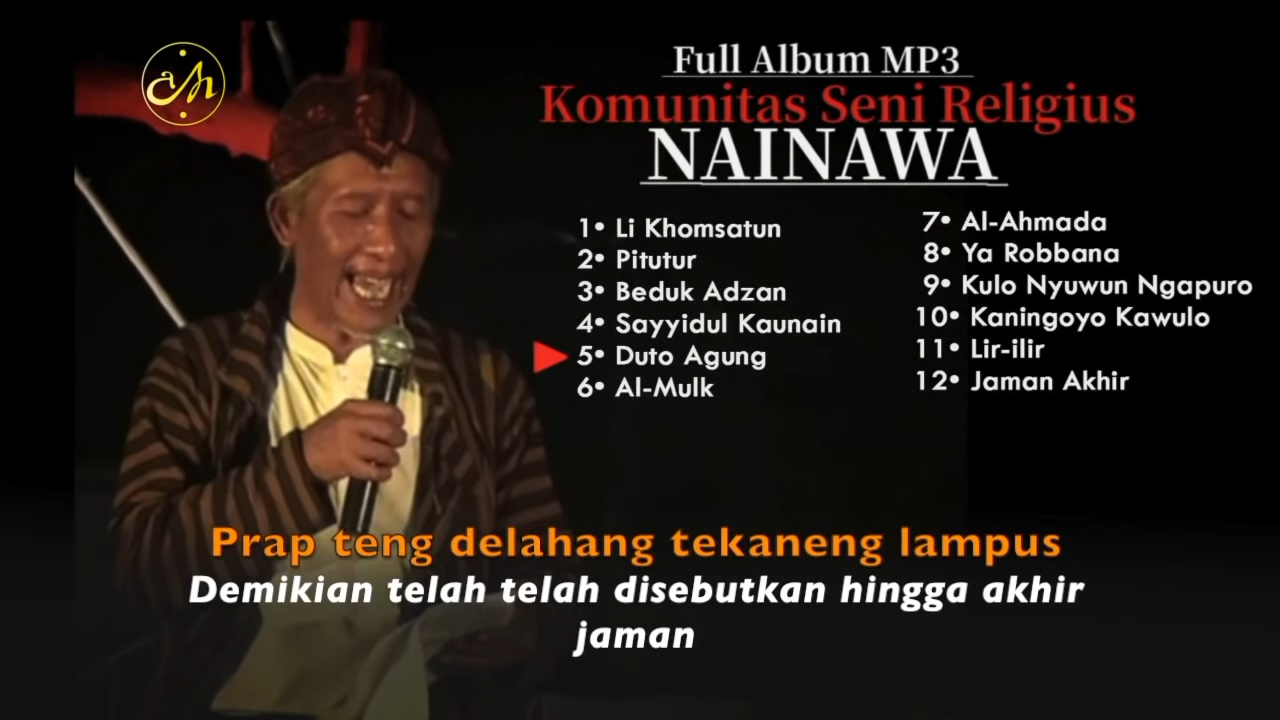 aM
Full Album MP3
Komunitas Seni Religius
NAINAWA
1• Li Khomsatun
2• Pitutur
3• Beduk Adzan
4• Sayyidul Kaunain
5• Duto Agung
6• Al-Mulk
7• Al-Ahmada
8• Ya Robbana
9• Kulo Nyuwun Ngapuro
10• Kaningoyo Kawulo
11• Lir-ilir
12• Jaman Akhir
Prap teng delahang tekaneng lampus
Demikian telah telah disebutkan hingga akhir
jaman